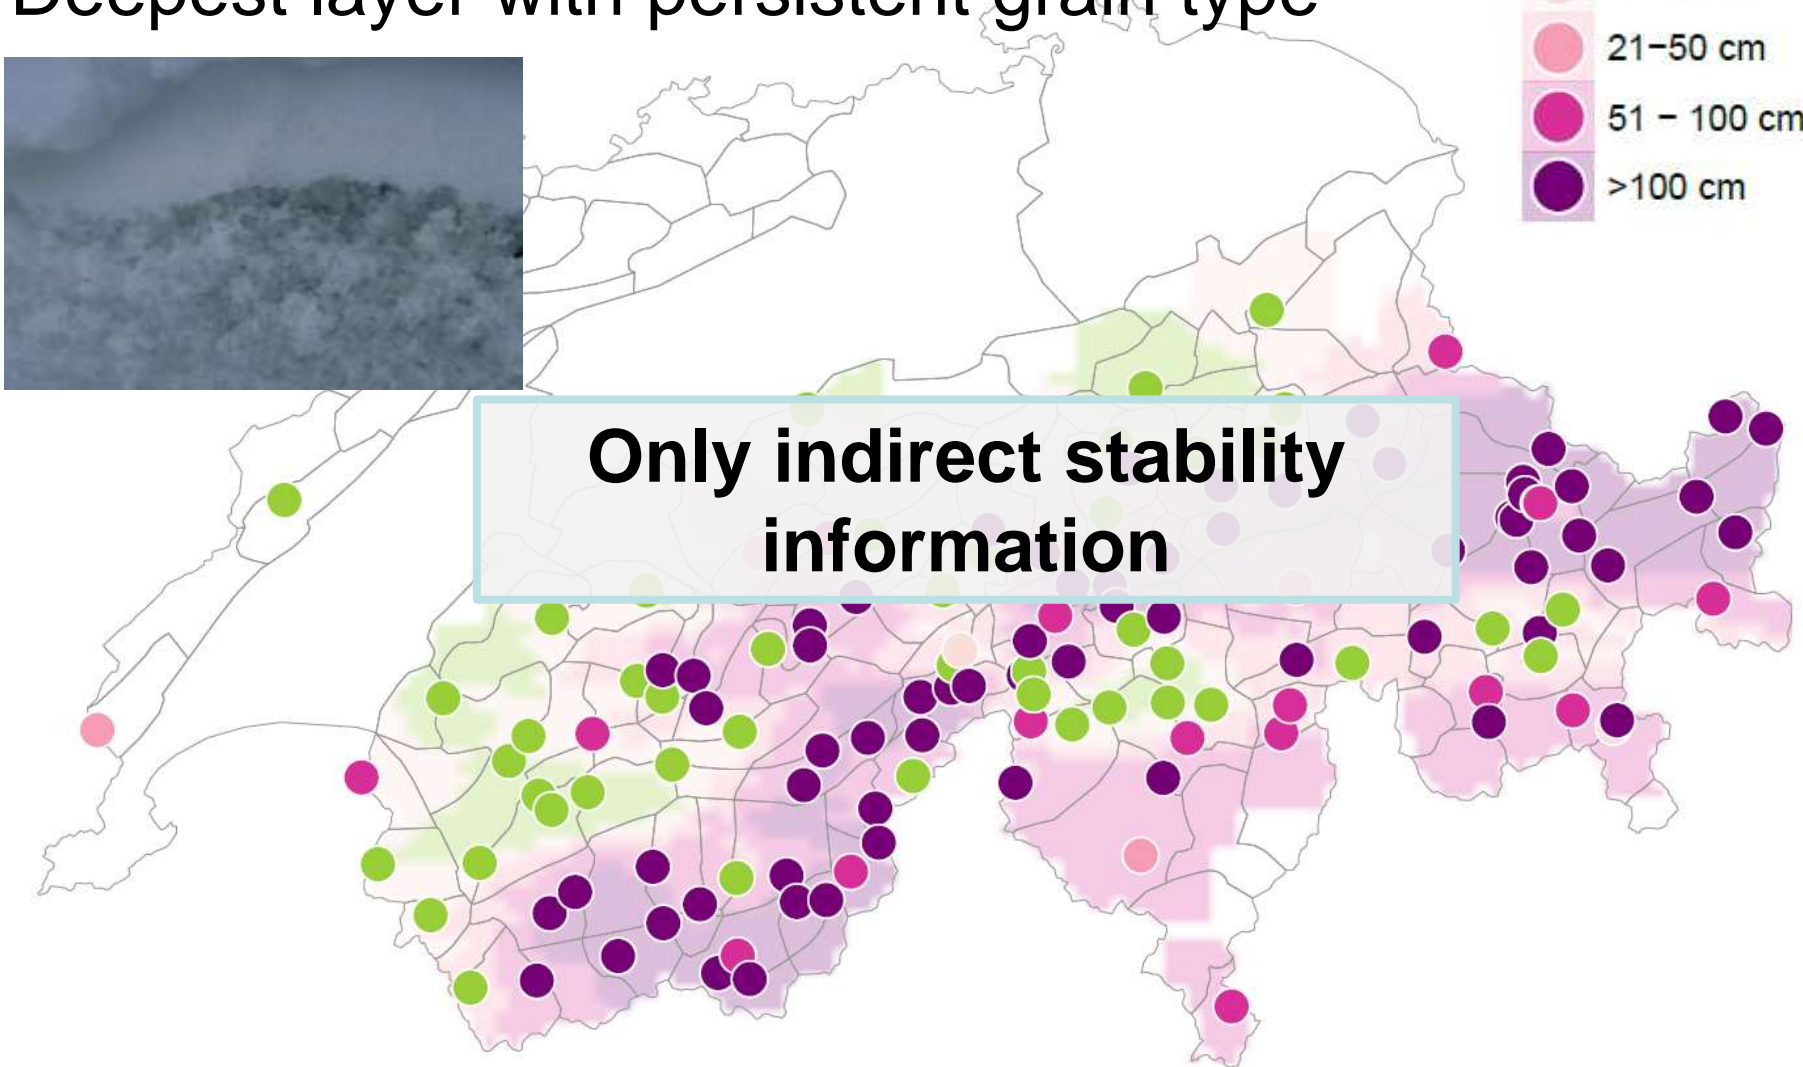 Deepest layer with persistent grain type
21−50 cm
51 − 100 cm
>100 cm
Only indirect stability
information